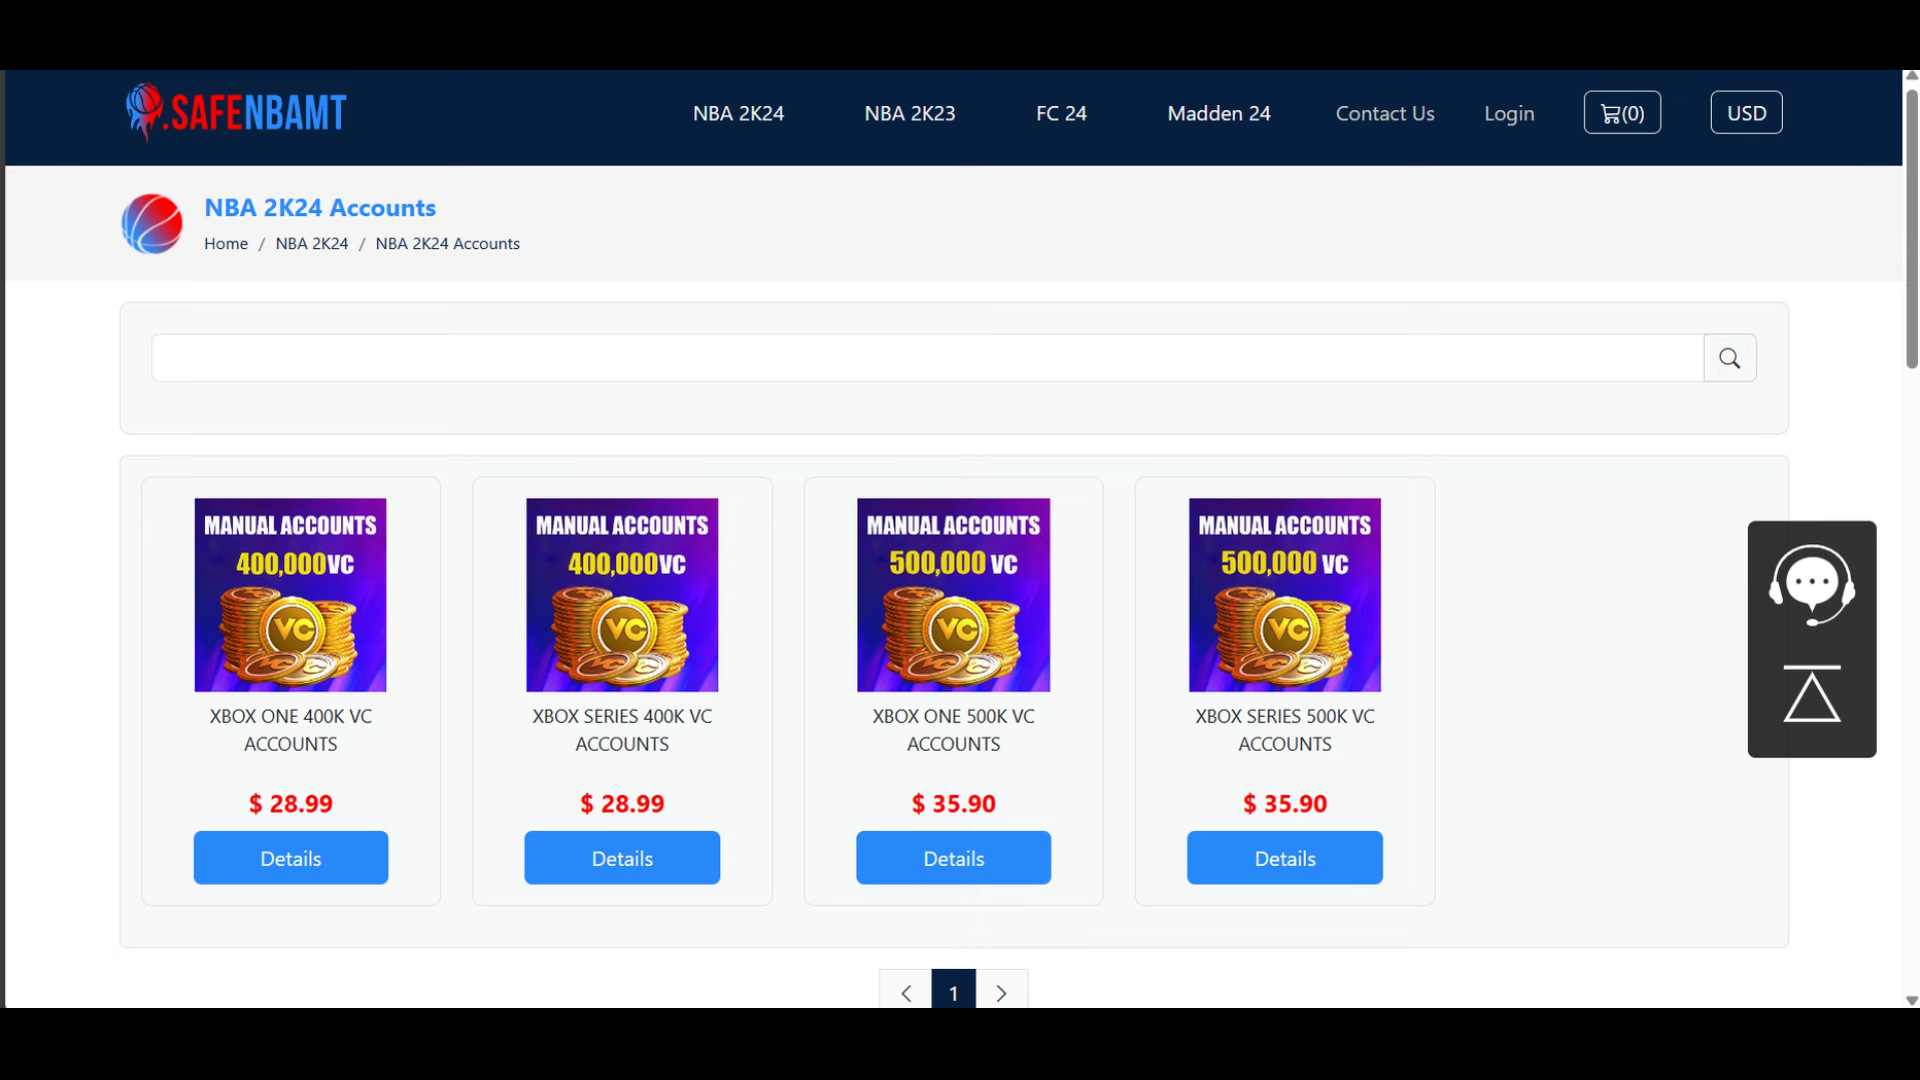 .SAFENBAMT
NBA 2K24
NBA 2K23
FC 24
Madden 24
Contact Us
Login
(0)
USD
NBA 2K24 Accounts
Home / NBA 2K24 / NBA 2K24 Accounts
MANUAL ACCOUNTS
400,000 VC
VC
XBOX ONE 400K VC
ACCOUNTS
$ 28.99
Details
MANUAL ACCOUNTS
400,000 VC
VC
XBOX SERIES 400K VC
ACCOUNTS
$ 28.99
Details
MANUAL ACCOUNTS
500,000 VC
VC
XBOX ONE 500K VC
ACCOUNTS
$ 35.90
Details
MANUAL ACCOUNTS
500,000 VC
VC
XBOX SERIES 500K VC
ACCOUNTS
$ 35.90
Details
1